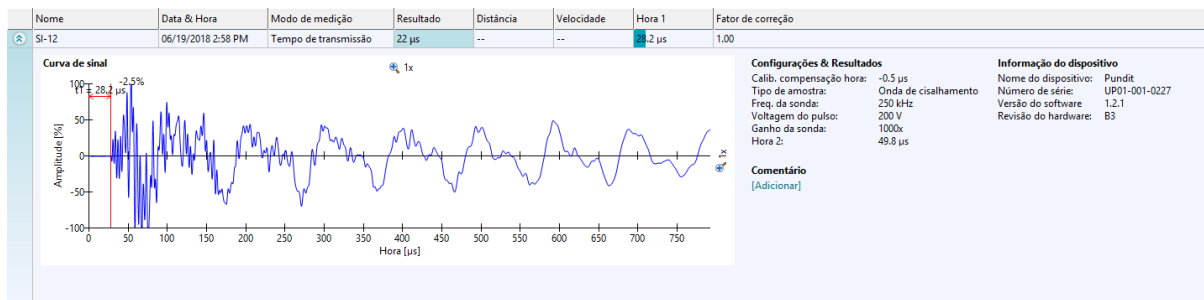 Nome Data & Hora Modo de medição Resultado Distância Velocidade Hora 1 Fator de correção
SI-12 06/19/2018 2:58 PM Tempo de transmissão 22 µs -- -- 28.2 µs 1.00
Curva de sinal
1x
-2.5%
t1 = 28.2 µs
100
50
0
-50
-100
Amplitude [%]
0 50 100 150 200 250 300 350 400 450 500 550 600 650 700 750
Hora [µs]
1x
Configurações & Resultados
Calib. compensação hora: -0.5 µs
Tipo de amostra: Onda de cisalhamento
Freq. da sonda: 250 kHz
Voltagem do pulso: 200 V
Ganho da sonda: 1000x
Hora 2: 49.8 µs
Comentário
[Adicionar]
Informação do dispositivo
Nome do dispositivo: Pundit
Número de série: UP01-001-0227
Versão do software 1.2.1
Revisão do hardware: B3